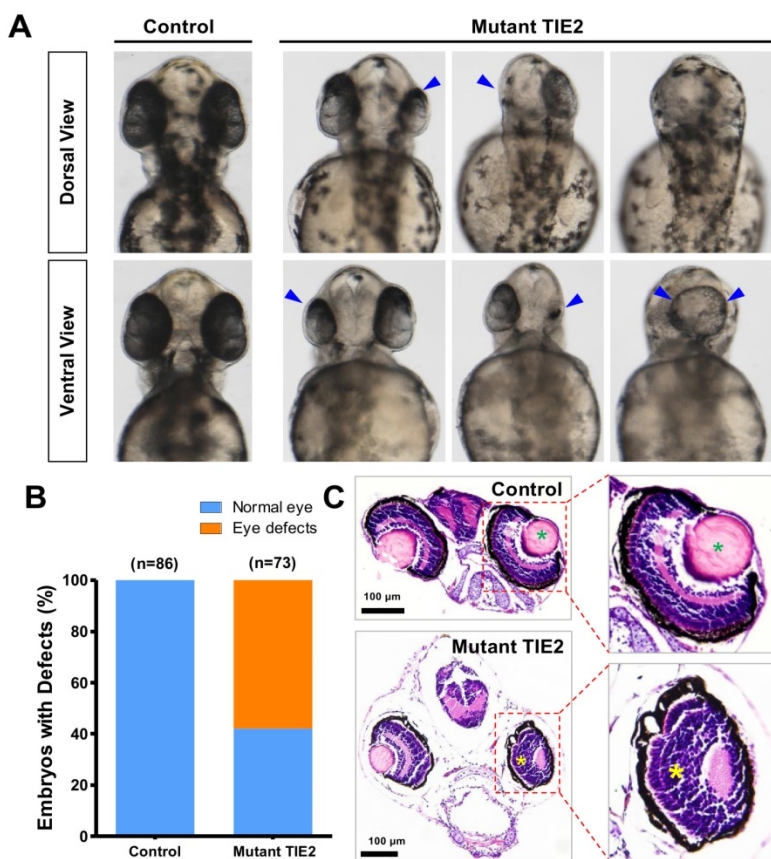 A
Control
Mutant TIE2
Dorsal View
Ventral View
B
Normal eye
Eye defects
(n=86)
(n=73)
Embryos with Defects (%)
100
80
60
40
20
0
Control
Mutant TIE2
C
Control
*
*
100 µm
Mutant TIE2
*
*
100 µm